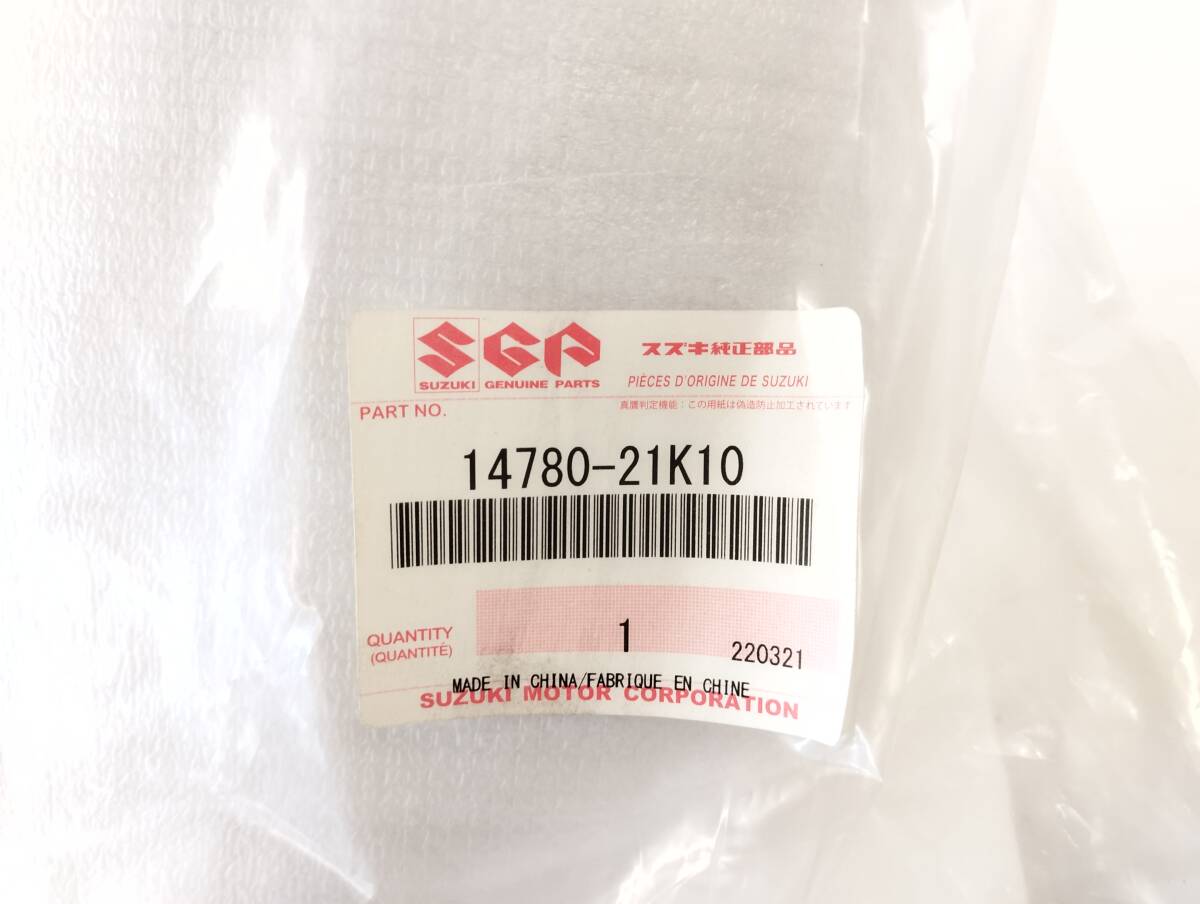 SGP
スズキ純正部品
SUZUKI GENUINE PARTS
PIÈCES D'ORIGINE DE SUZUKI
PART NO.
真贋判定機能：この用紙は偽造防止加工されています
14780-21K10
QUANTITY
(QUANTITÉ)
1
220321
MADE IN CHINA/FABRIQUE EN CHINE
SUZUKI MOTOR CORPORATION